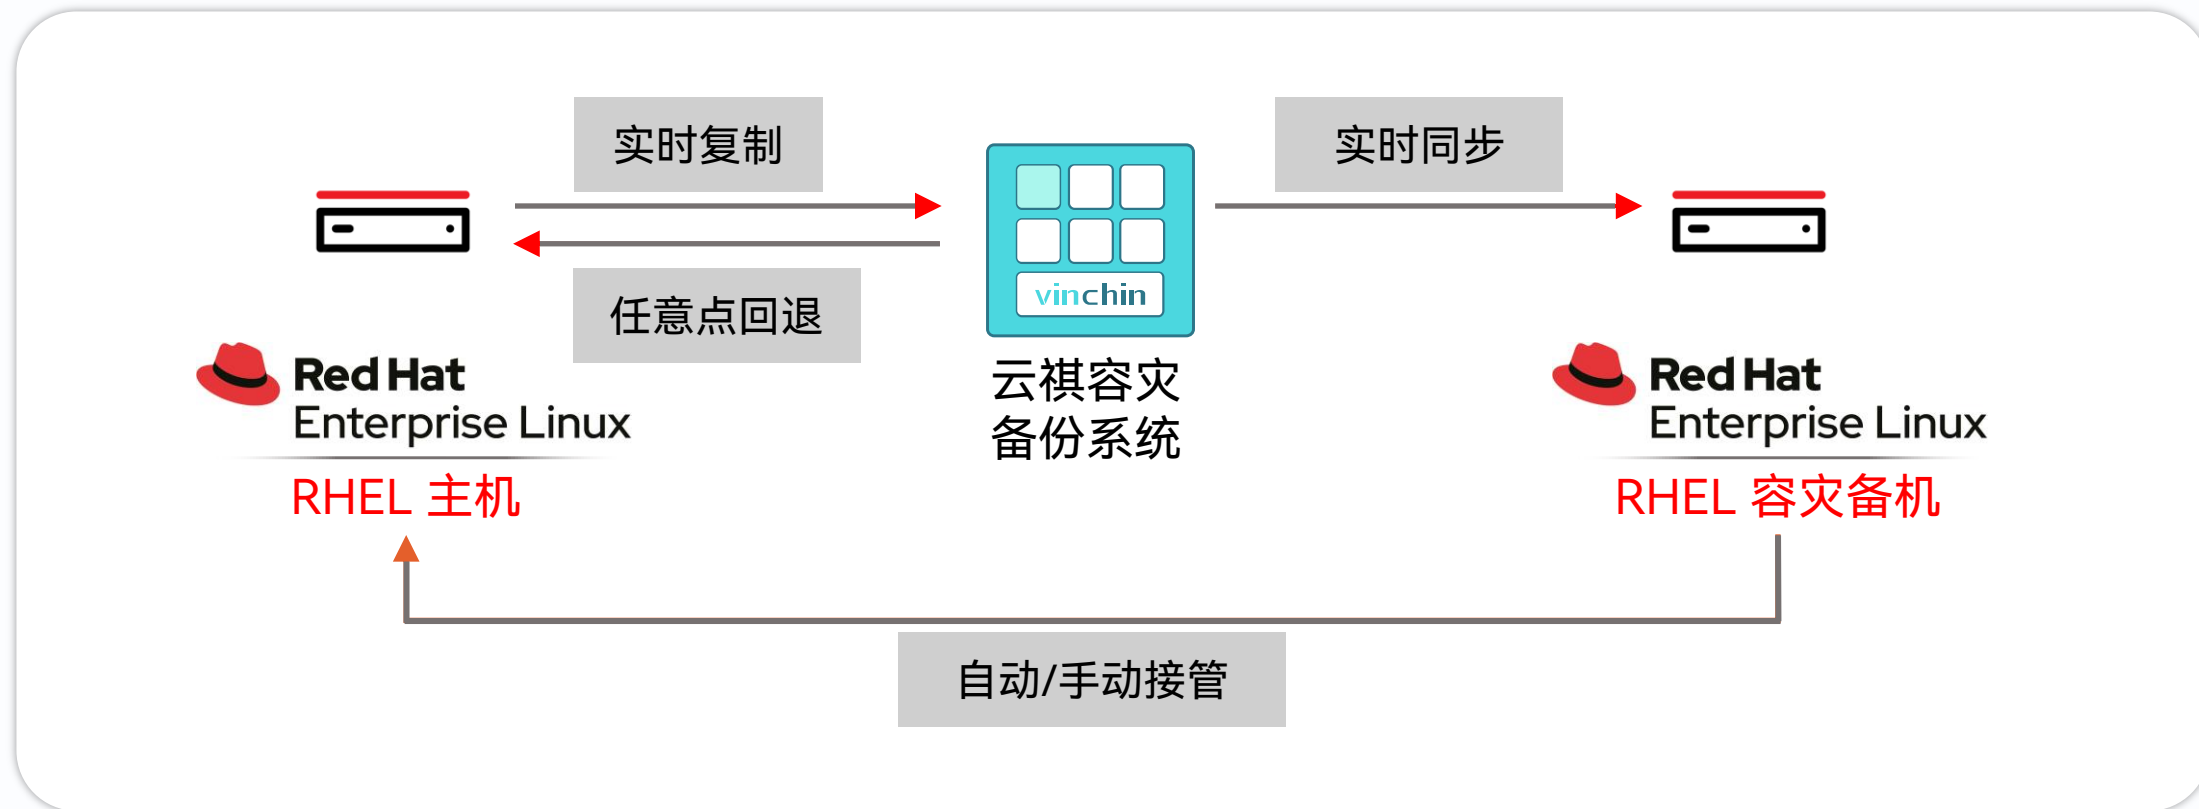 实时复制
实时同步
任意点回退
vinchin
云祺容灾
备份系统
Red Hat
Enterprise Linux
RHEL 主机
Red Hat
Enterprise Linux
RHEL 容灾备机
自动/手动接管